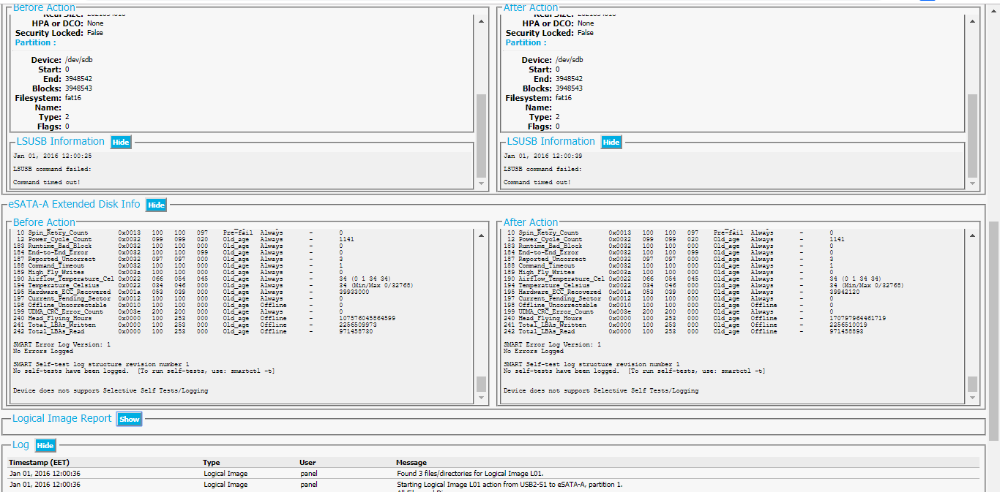 Before Action
HPA or DCO: None
Security Locked: False
Partition :
Device: /dev/sdb
Start: 0
End: 3948542
Blocks: 3948543
Filesystem: fat16
Name:
Type: 2
Flags: 0
LSUSB Information Hide
Jan 01, 2016 12:00:25
LSUSB command failed:
Command timed out!
After Action
HPA or DCO: None
Security Locked: False
Partition :
Device: /dev/sdb
Start: 0
End: 3948542
Blocks: 3948543
Filesystem: fat16
Name:
Type: 2
Flags: 0
LSUSB Information Hide
Jan 01, 2016 12:00:39
LSUSB command failed:
Command timed out!
eSATA-A Extended Disk Info Hide
Before Action
10 Spin_Retry_Count 0x0013 100 100 097 Pre-fail Always - 0
12 Power_Cycle_Count 0x0032 099 099 020 Old_age Always - 1141
183 Runtime_Bad_Block 0x0032 100 100 000 Old_age Always - 0
184 End-to-End_Error 0x0032 100 100 099 Old_age Always - 0
187 Reported_Uncorrect 0x0032 097 097 000 Old_age Always - 3
188 Command_Timeout 0x0032 100 100 000 Old_age Always - 1
189 High_Fly_Writes 0x003a 100 100 000 Old_age Always - 0
190 Airflow_Temperature_Cel 0x0022 066 054 045 Old_age Always - 34 (0 1 34 34)
194 Temperature_Celsius 0x0022 034 046 000 Old_age Always - 34 (Min/Max 0/32768)
195 Hardware_ECC_Recovered 0x001a 053 039 000 Old_age Always - 39933000
197 Current_Pending_Sector 0x0012 100 100 000 Old_age Always - 0
198 Offline_Uncorrectable 0x0010 100 100 000 Old_age Offline - 0
199 UDMA_CRC_Error_Count 0x003e 200 200 000 Old_age Always - 0
240 Head_Flying_Hours 0x0000 100 253 000 Old_age Offline - 107576045864599
241 Total_LBAs_Written 0x0000 100 253 000 Old_age Offline - 2256509973
242 Total_LBAs_Read 0x0000 100 253 000 Old_age Offline - 971458730
SMART Error Log Version: 1
No Errors Logged
SMART Self-test log structure revision number 1
No self-tests have been logged. [To run self-tests, use: smartctl -t]
Device does not support Selective Self Tests/Logging
After Action
10 Spin_Retry_Count 0x0013 100 100 097 Pre-fail Always - 0
12 Power_Cycle_Count 0x0032 099 099 020 Old_age Always - 1141
183 Runtime_Bad_Block 0x0032 100 100 000 Old_age Always - 0
184 End-to-End_Error 0x0032 100 100 099 Old_age Always - 0
187 Reported_Uncorrect 0x0032 097 097 000 Old_age Always - 3
188 Command_Timeout 0x0032 100 100 000 Old_age Always - 1
189 High_Fly_Writes 0x003a 100 100 000 Old_age Always - 0
190 Airflow_Temperature_Cel 0x0022 066 054 045 Old_age Always - 34 (0 1 34 34)
194 Temperature_Celsius 0x0022 034 046 000 Old_age Always - 34 (Min/Max 0/32768)
195 Hardware_ECC_Recovered 0x001a 053 039 000 Old_age Always - 39942120
197 Current_Pending_Sector 0x0012 100 100 000 Old_age Always - 0
198 Offline_Uncorrectable 0x0010 100 100 000 Old_age Offline - 0
199 UDMA_CRC_Error_Count 0x003e 200 200 000 Old_age Always - 0
240 Head_Flying_Hours 0x0000 100 253 000 Old_age Offline - 170797964461719
241 Total_LBAs_Written 0x0000 100 253 000 Old_age Offline - 2256510019
242 Total_LBAs_Read 0x0000 100 253 000 Old_age Offline - 971458893
SMART Error Log Version: 1
No Errors Logged
SMART Self-test log structure revision number 1
No self-tests have been logged. [To run self-tests, use: smartctl -t]
Device does not support Selective Self Tests/Logging
Logical Image Report Show
Log Hide
Timestamp (EET) Type User Message
Jan 01, 2016 12:00:36 Logical Image panel Found 3 files/directories for Logical Image L01.
Jan 01, 2016 12:00:36 Logical Image panel Starting Logical Image L01 action from USB2-S1 to eSATA-A, partition 1.